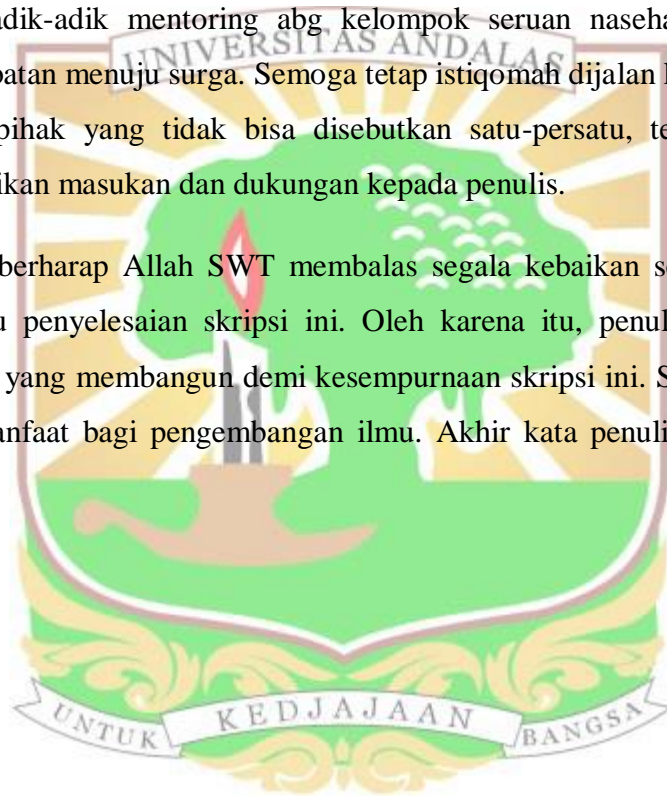 adik-adik mentoring abg kelompok seruan naseha
UNIVERSITAS ANDALAS
batan menuju surga. Semoga tetap istiqomah dijalan
pihak yang tidak bisa disebutkan satu-persatu, te
ikan masukan dan dukungan kepada penulis.
berharap Allah SWT membalas segala kebaikan se
u penyelesaian skripsi ini. Oleh karena itu, penul
yang membangun demi kesempurnaan skripsi ini. S
anfaat bagi pengembangan ilmu. Akhir kata penuli
UNTUK KEDJAJAAN BANGSA